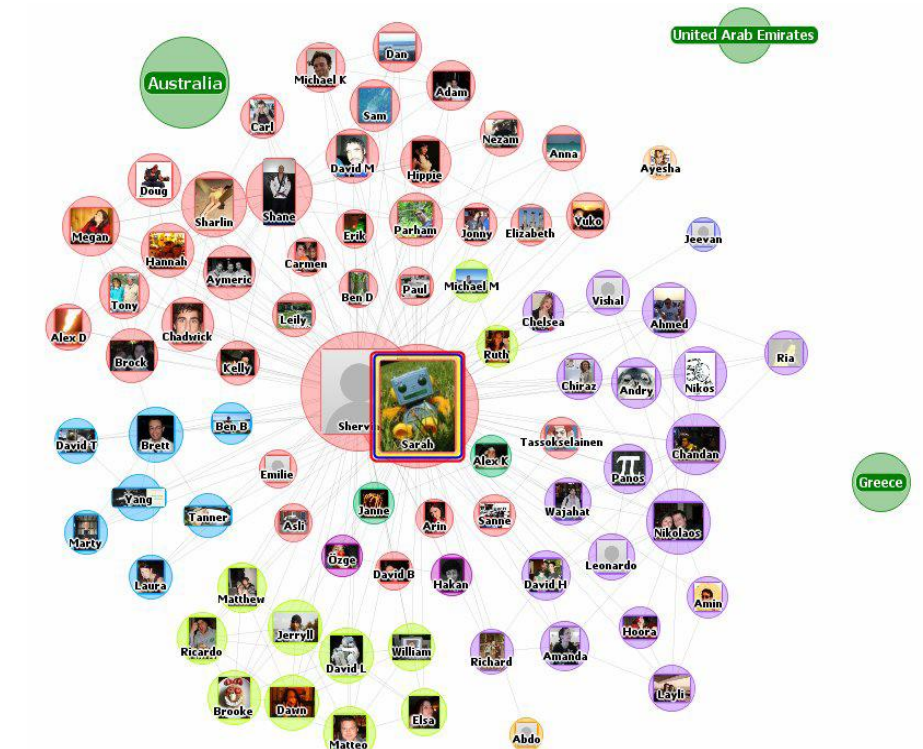 United Arab Emirates
Dan
Michael K
Australia
Adam
Sam
Carl
Nezam
Anna
David M
Hippie
Ayesha
Doug
Sharlin
Shane
Yuko
Parham
Jonny
Elizabeth
Megan
Erik
Jeevan
Hannah
Carmen
Aymeric
Michael M
Ben D
Paul
Vishal
Tony
Leily
Chelsea
Ahmed
Alex D
Chadwick
Ruth
Ria
Brock
Kelly
Chiraz
Andry
Nikos
Ben B
Sherv
Sarah
Tassokselainen
David T
Brett
Chandan
Alex K
Emilie
Panos
Greece
Yang
Janne
Tanner
Arin
Sanne
Wajahat
Asli
Nikolaos
Marty
Özge
Leonardo
David B
Hakan
David H
Laura
Matthew
Amin
Jerryll
Hoora
Ricardo
William
David L
Richard
Amanda
Layli
Brooke
Dawn
Elsa
Abdo
Matteo
π